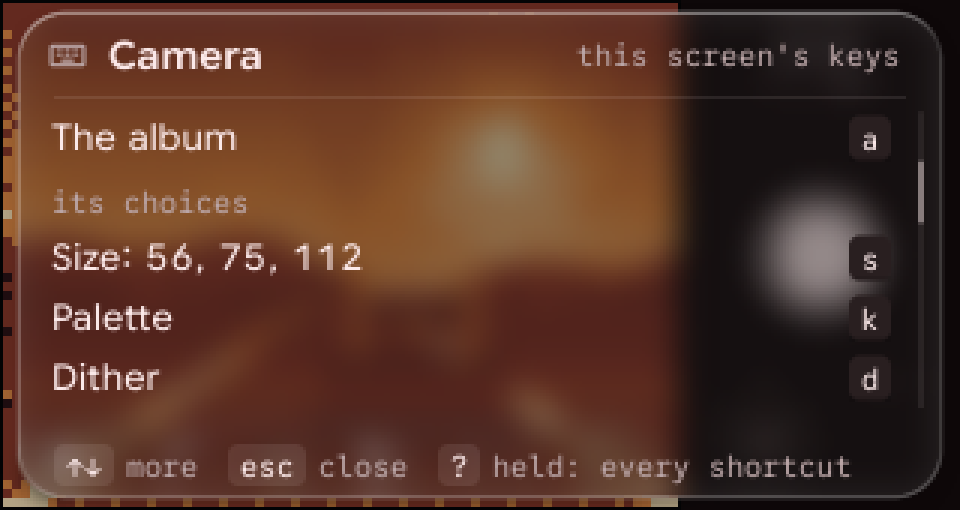 Camera this screen's keys
The album a
its choices
Size: 56, 75, 112 s
Palette k
Dither d
↑↓ more esc close ? held: every shortcut